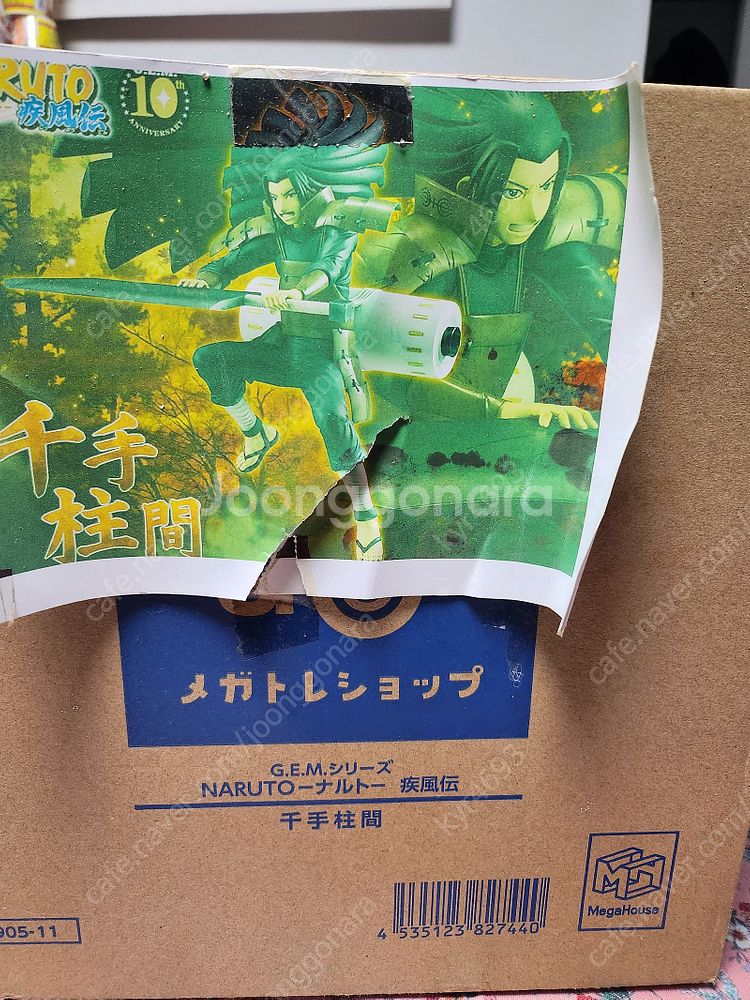 RUTO
疾風伝
G.E.M.
10th
ANNIVERSARY
千手
柱間
Joonggonara
メガトレショップ
G.E.M.シリーズ
NARUTOーナルトー 疾風伝
千手柱間
905-11
4 535123 827440
MegaHouse